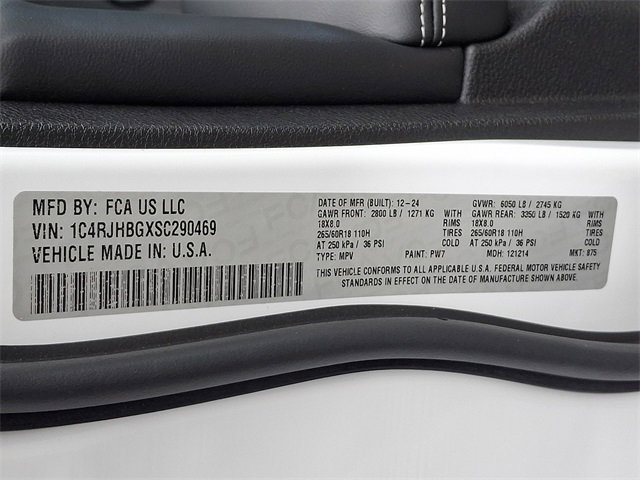 MFD BY: FCA US LLC
VIN: 1C4RJHBGXSC290469
VEHICLE MADE IN: U.S.A.
DATE OF MFR (BUILT): 12-24 GVWR: 6050 LB / 2745 KG
GAWR FRONT: 2800 LB / 1271 KG WITH GAWR REAR: 3350 LB / 1520 KG WITH
18X8.0 RIMS 18X8.0 RIMS
265/60R18 110H TIRES 265/60R18 110H TIRES
AT 250 kPa / 36 PSI AT 250 kPa / 36 PSI
TYPE: MPV PAINT: PW7 MDH: 121214 MKT: 875
THIS VEHICLE CONFORMS TO ALL APPLICABLE U.S.A. FEDERAL MOTOR VEHICLE SAFETY
STANDARDS IN EFFECT ON THE DATE OF MANUFACTURE SHOWN ABOVE.